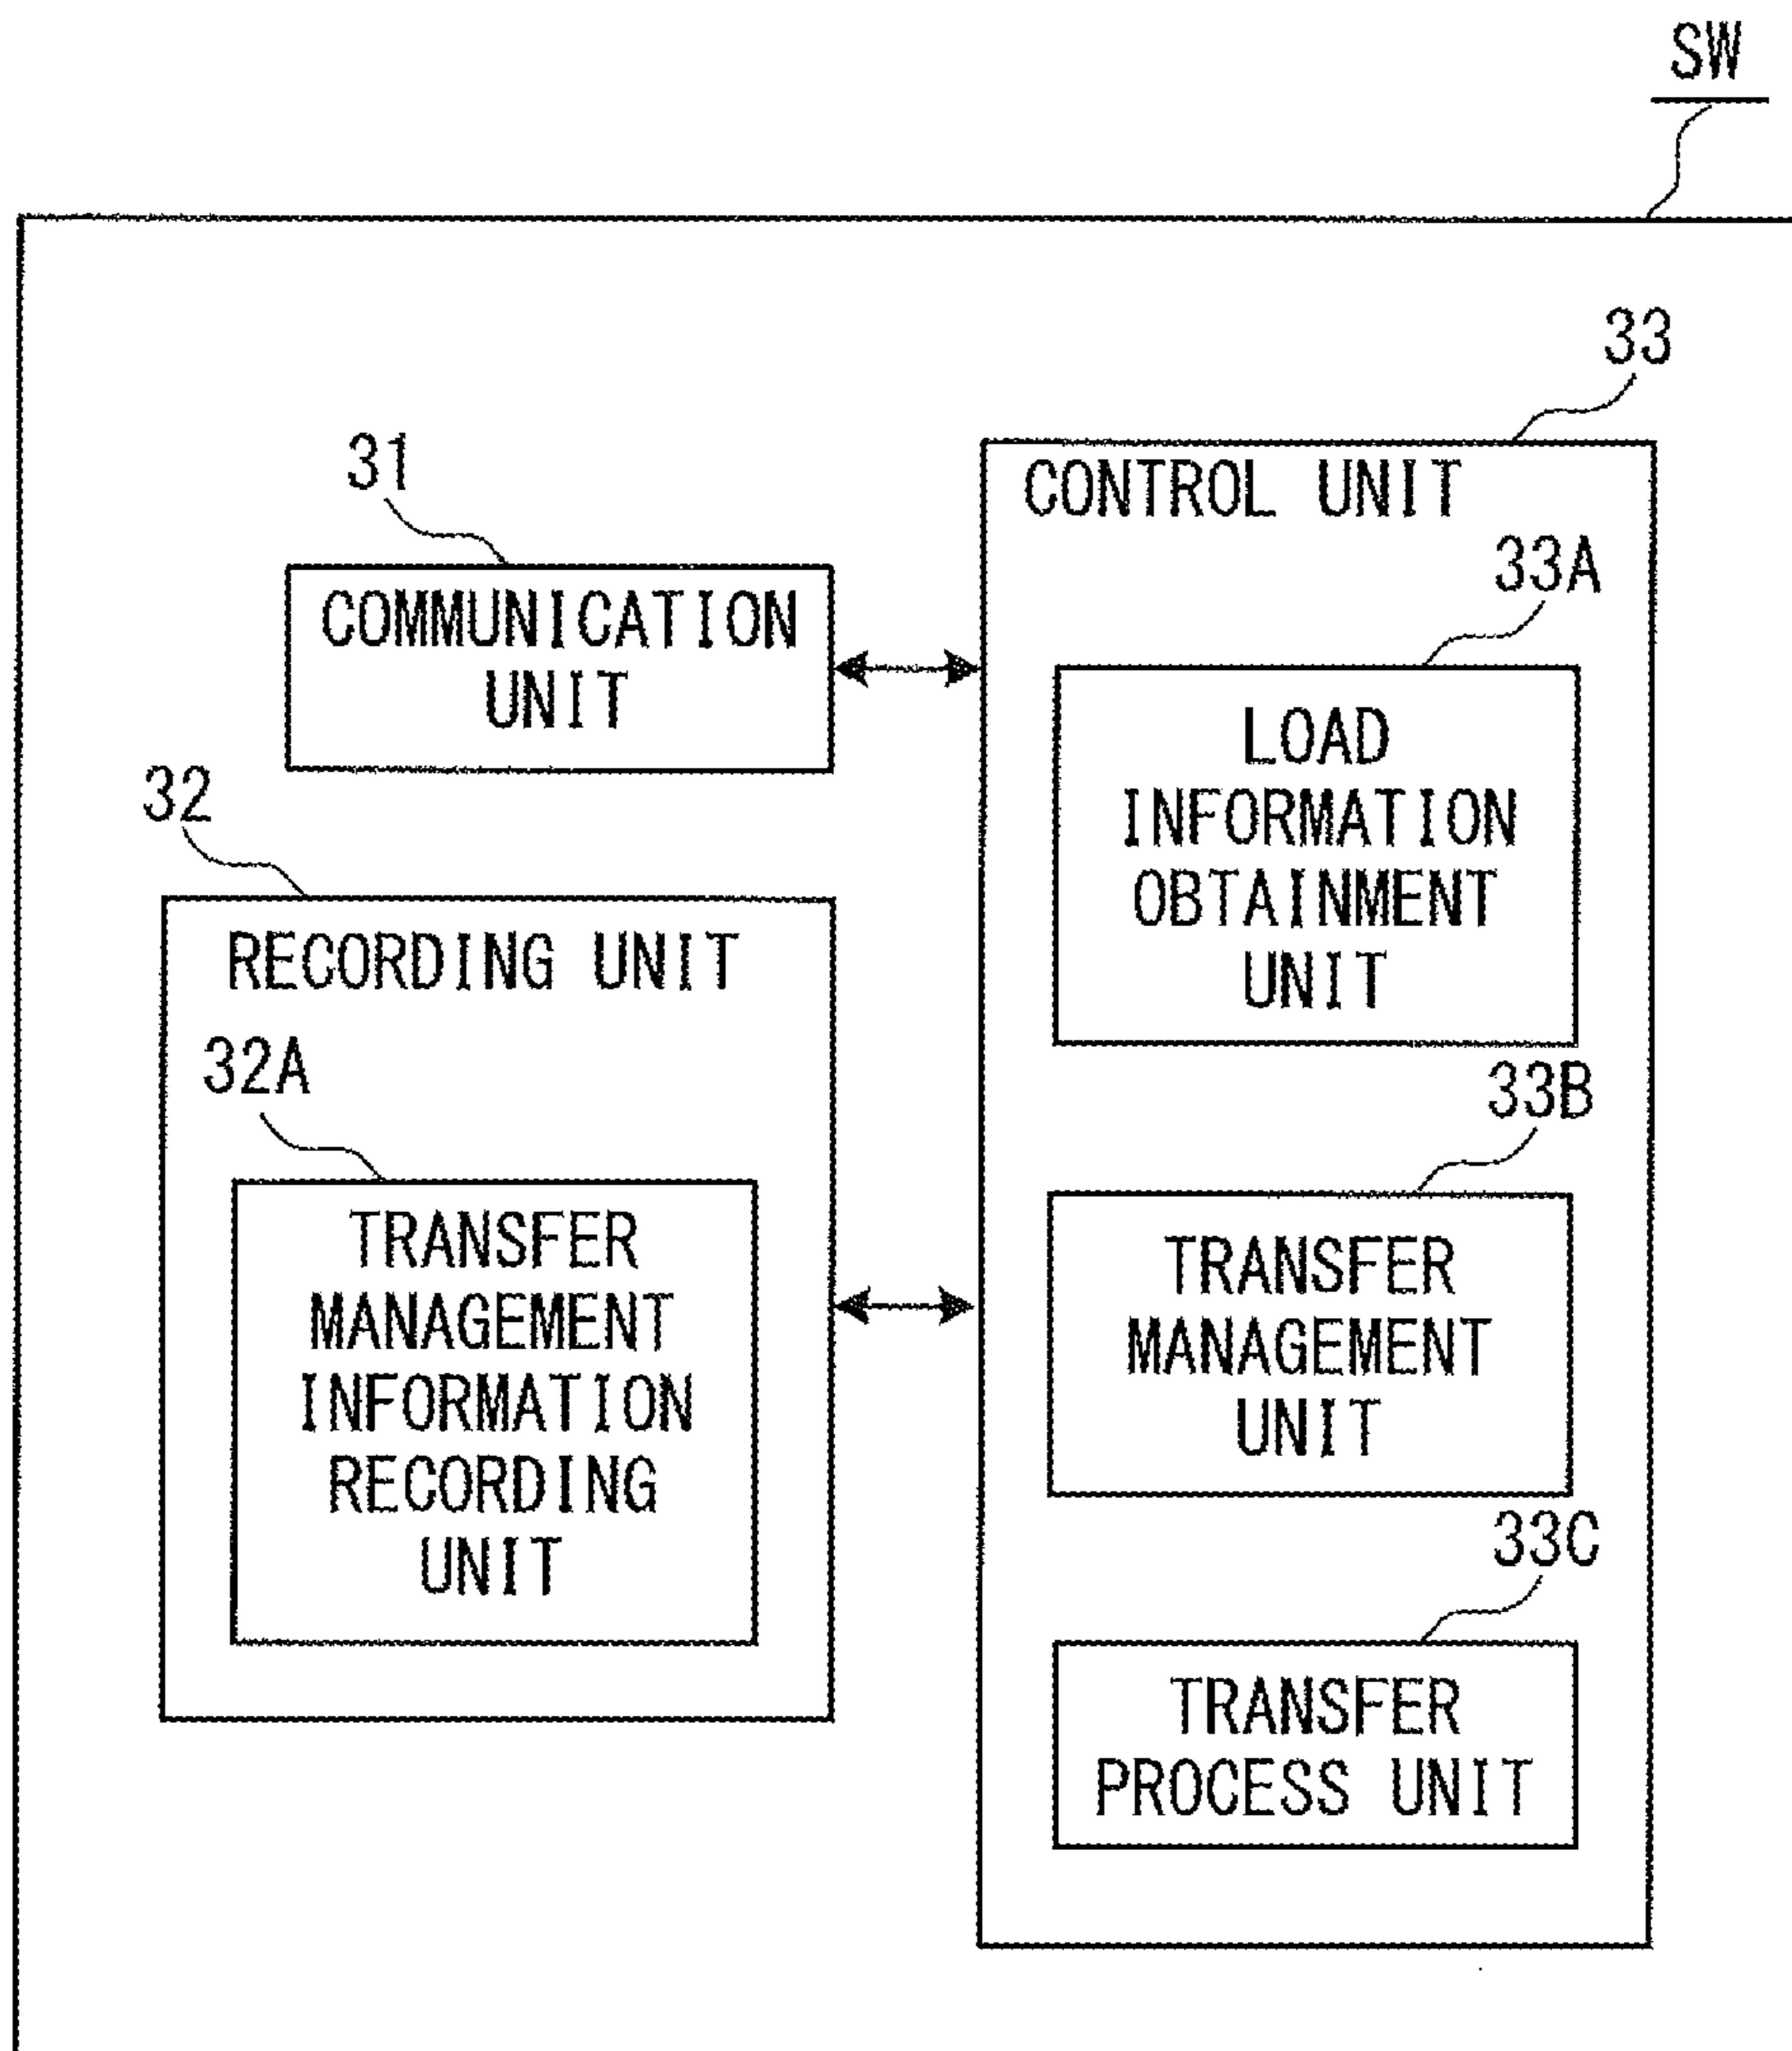 SW
33
CONTROL UNIT
31
COMMUNICATION
UNIT
33A
LOAD
INFORMATION
OBTAINMENT
UNIT
32
RECORDING UNIT
32A
TRANSFER
MANAGEMENT
INFORMATION
RECORDING
UNIT
33B
TRANSFER
MANAGEMENT
UNIT
33C
TRANSFER
PROCESS UNIT